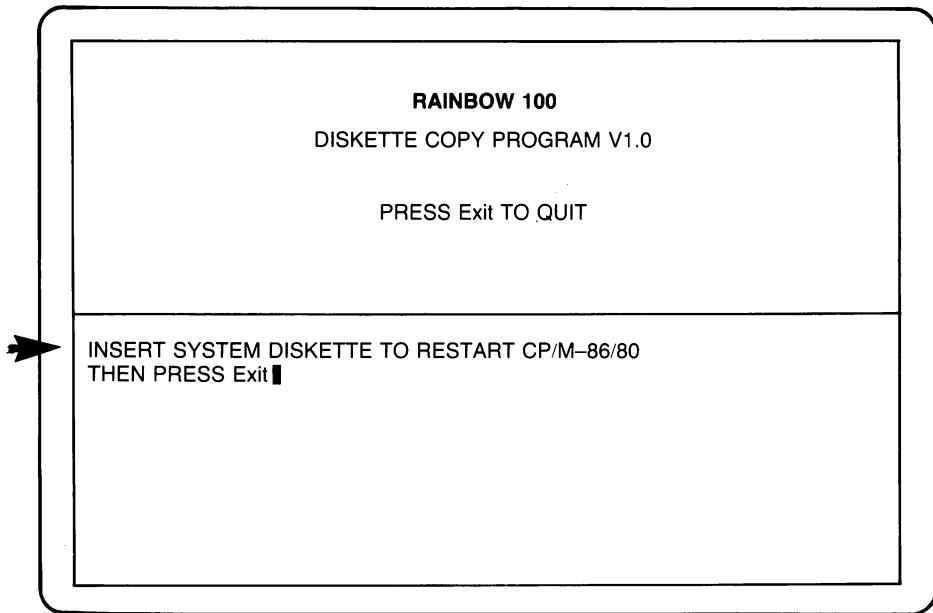 RAINBOW 100
DISKETTE COPY PROGRAM V1.0
PRESS Exit TO QUIT
INSERT SYSTEM DISKETTE TO RESTART CP/M–86/80
THEN PRESS Exit